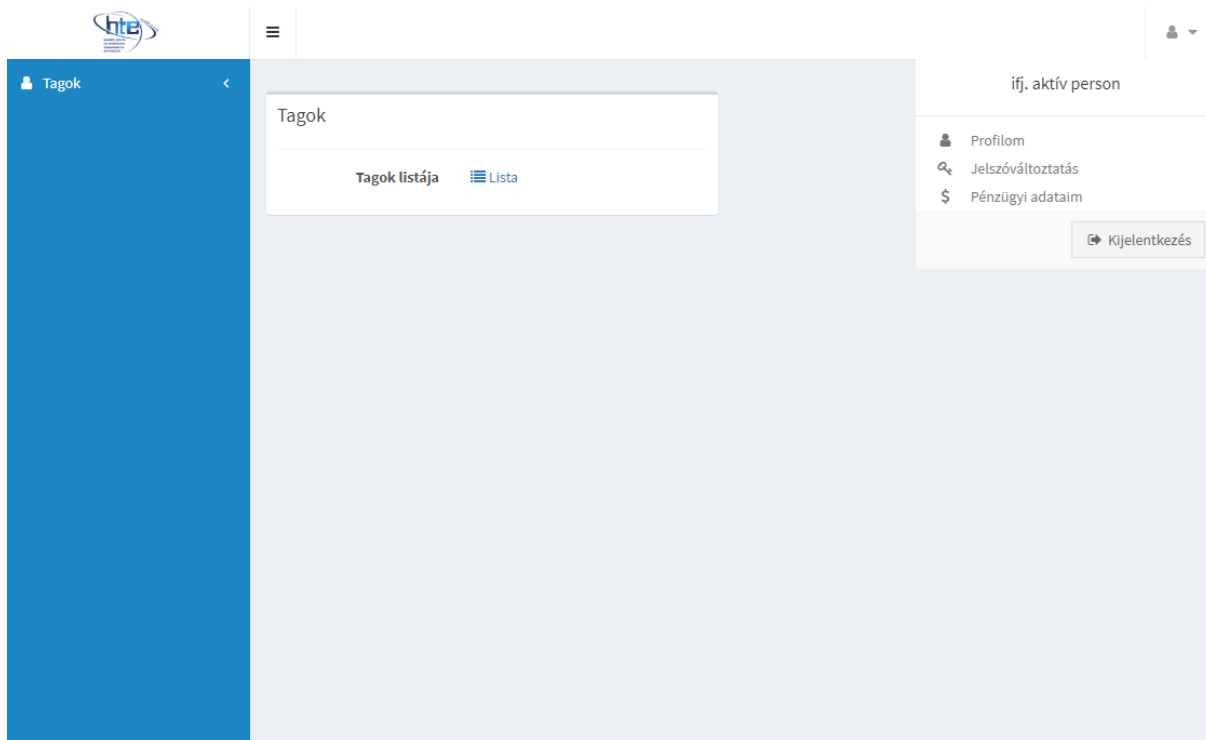 hte
Tagok
ifj. aktív person
Profilom
Jelszóváltoztatás
Pénzügyi adataim
Kijelentkezés
Tagok
Tagok listája Lista